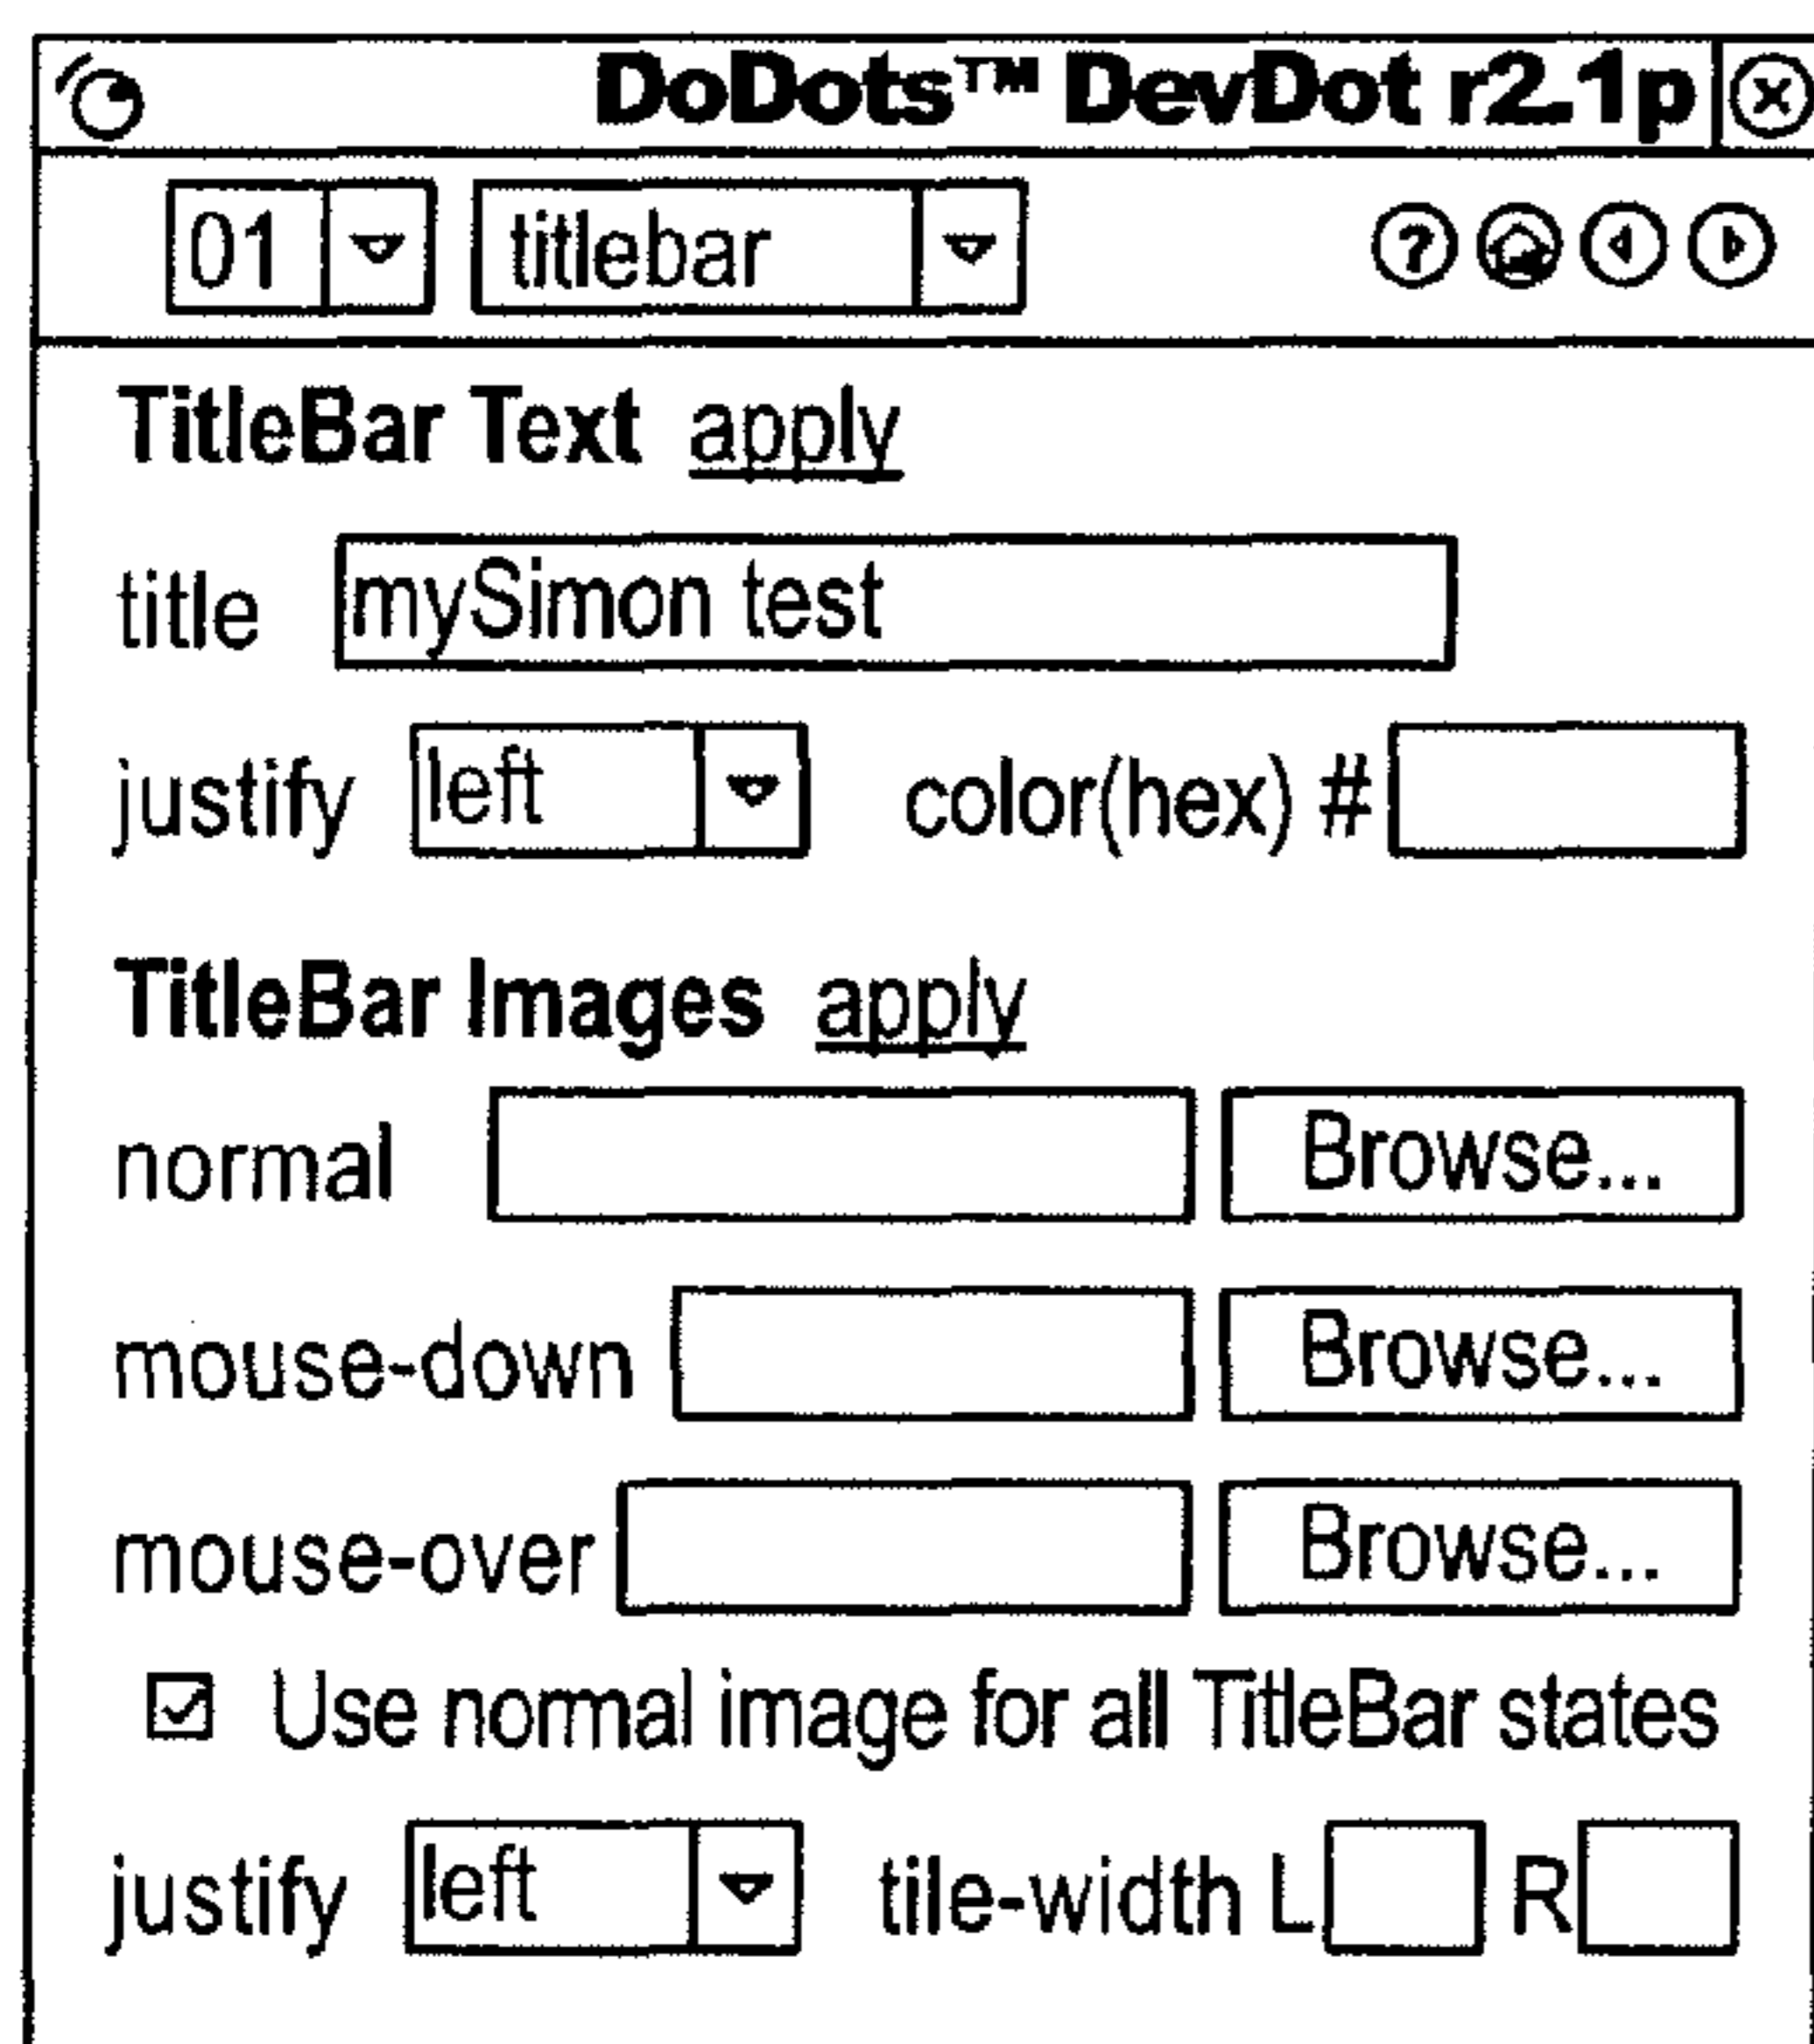 DoDots™ DevDot r2.1p
01 titlebar ?
TitleBar Text apply
title mySimon test
justify left color(hex) #
TitleBar Images apply
normal Browse...
mouse-down Browse...
mouse-over Browse...
Use normal image for all TitleBar states
justify left tile-width L R